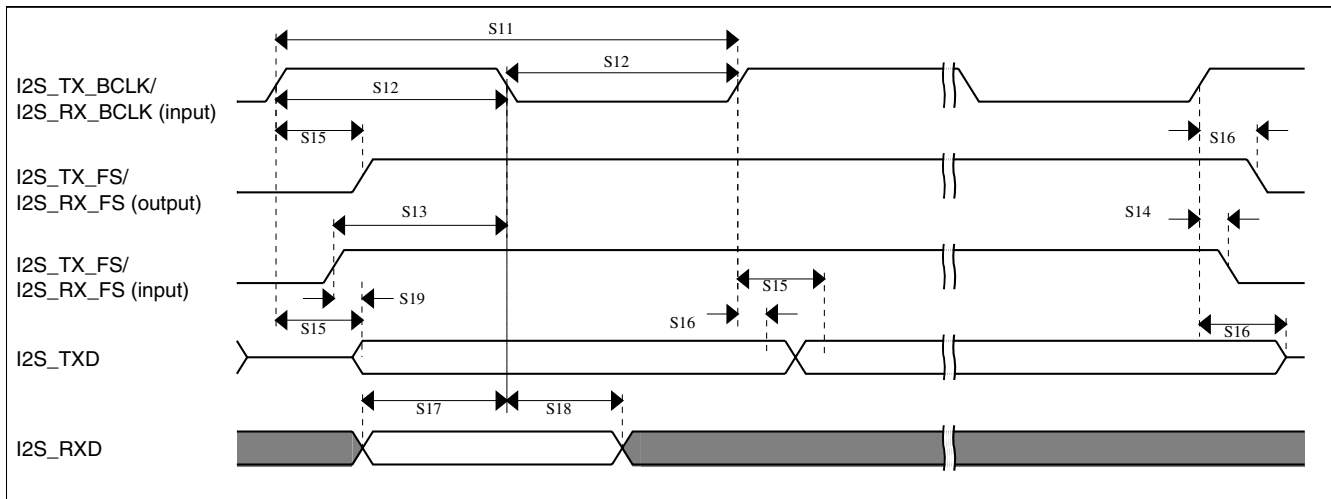 S11
I2S_TX_BCLK/
I2S_RX_BCLK (input)
S12
S12
S15
S16
I2S_TX_FS/
I2S_RX_FS (output)
S13
S14
I2S_TX_FS/
I2S_RX_FS (input)
S15
S19
S15
S16
S16
I2S_TXD
S17
S18
I2S_RXD